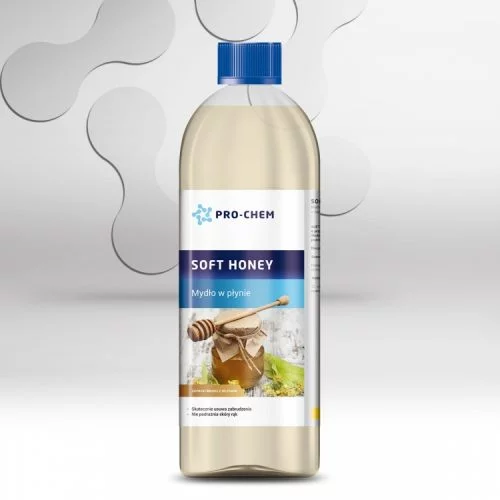 PRO-CHEM
SOFT HONEY
Mydło w płynie
- Skutecznie usuwa zabrudzenia
- Nie podrażnia skóry rąk